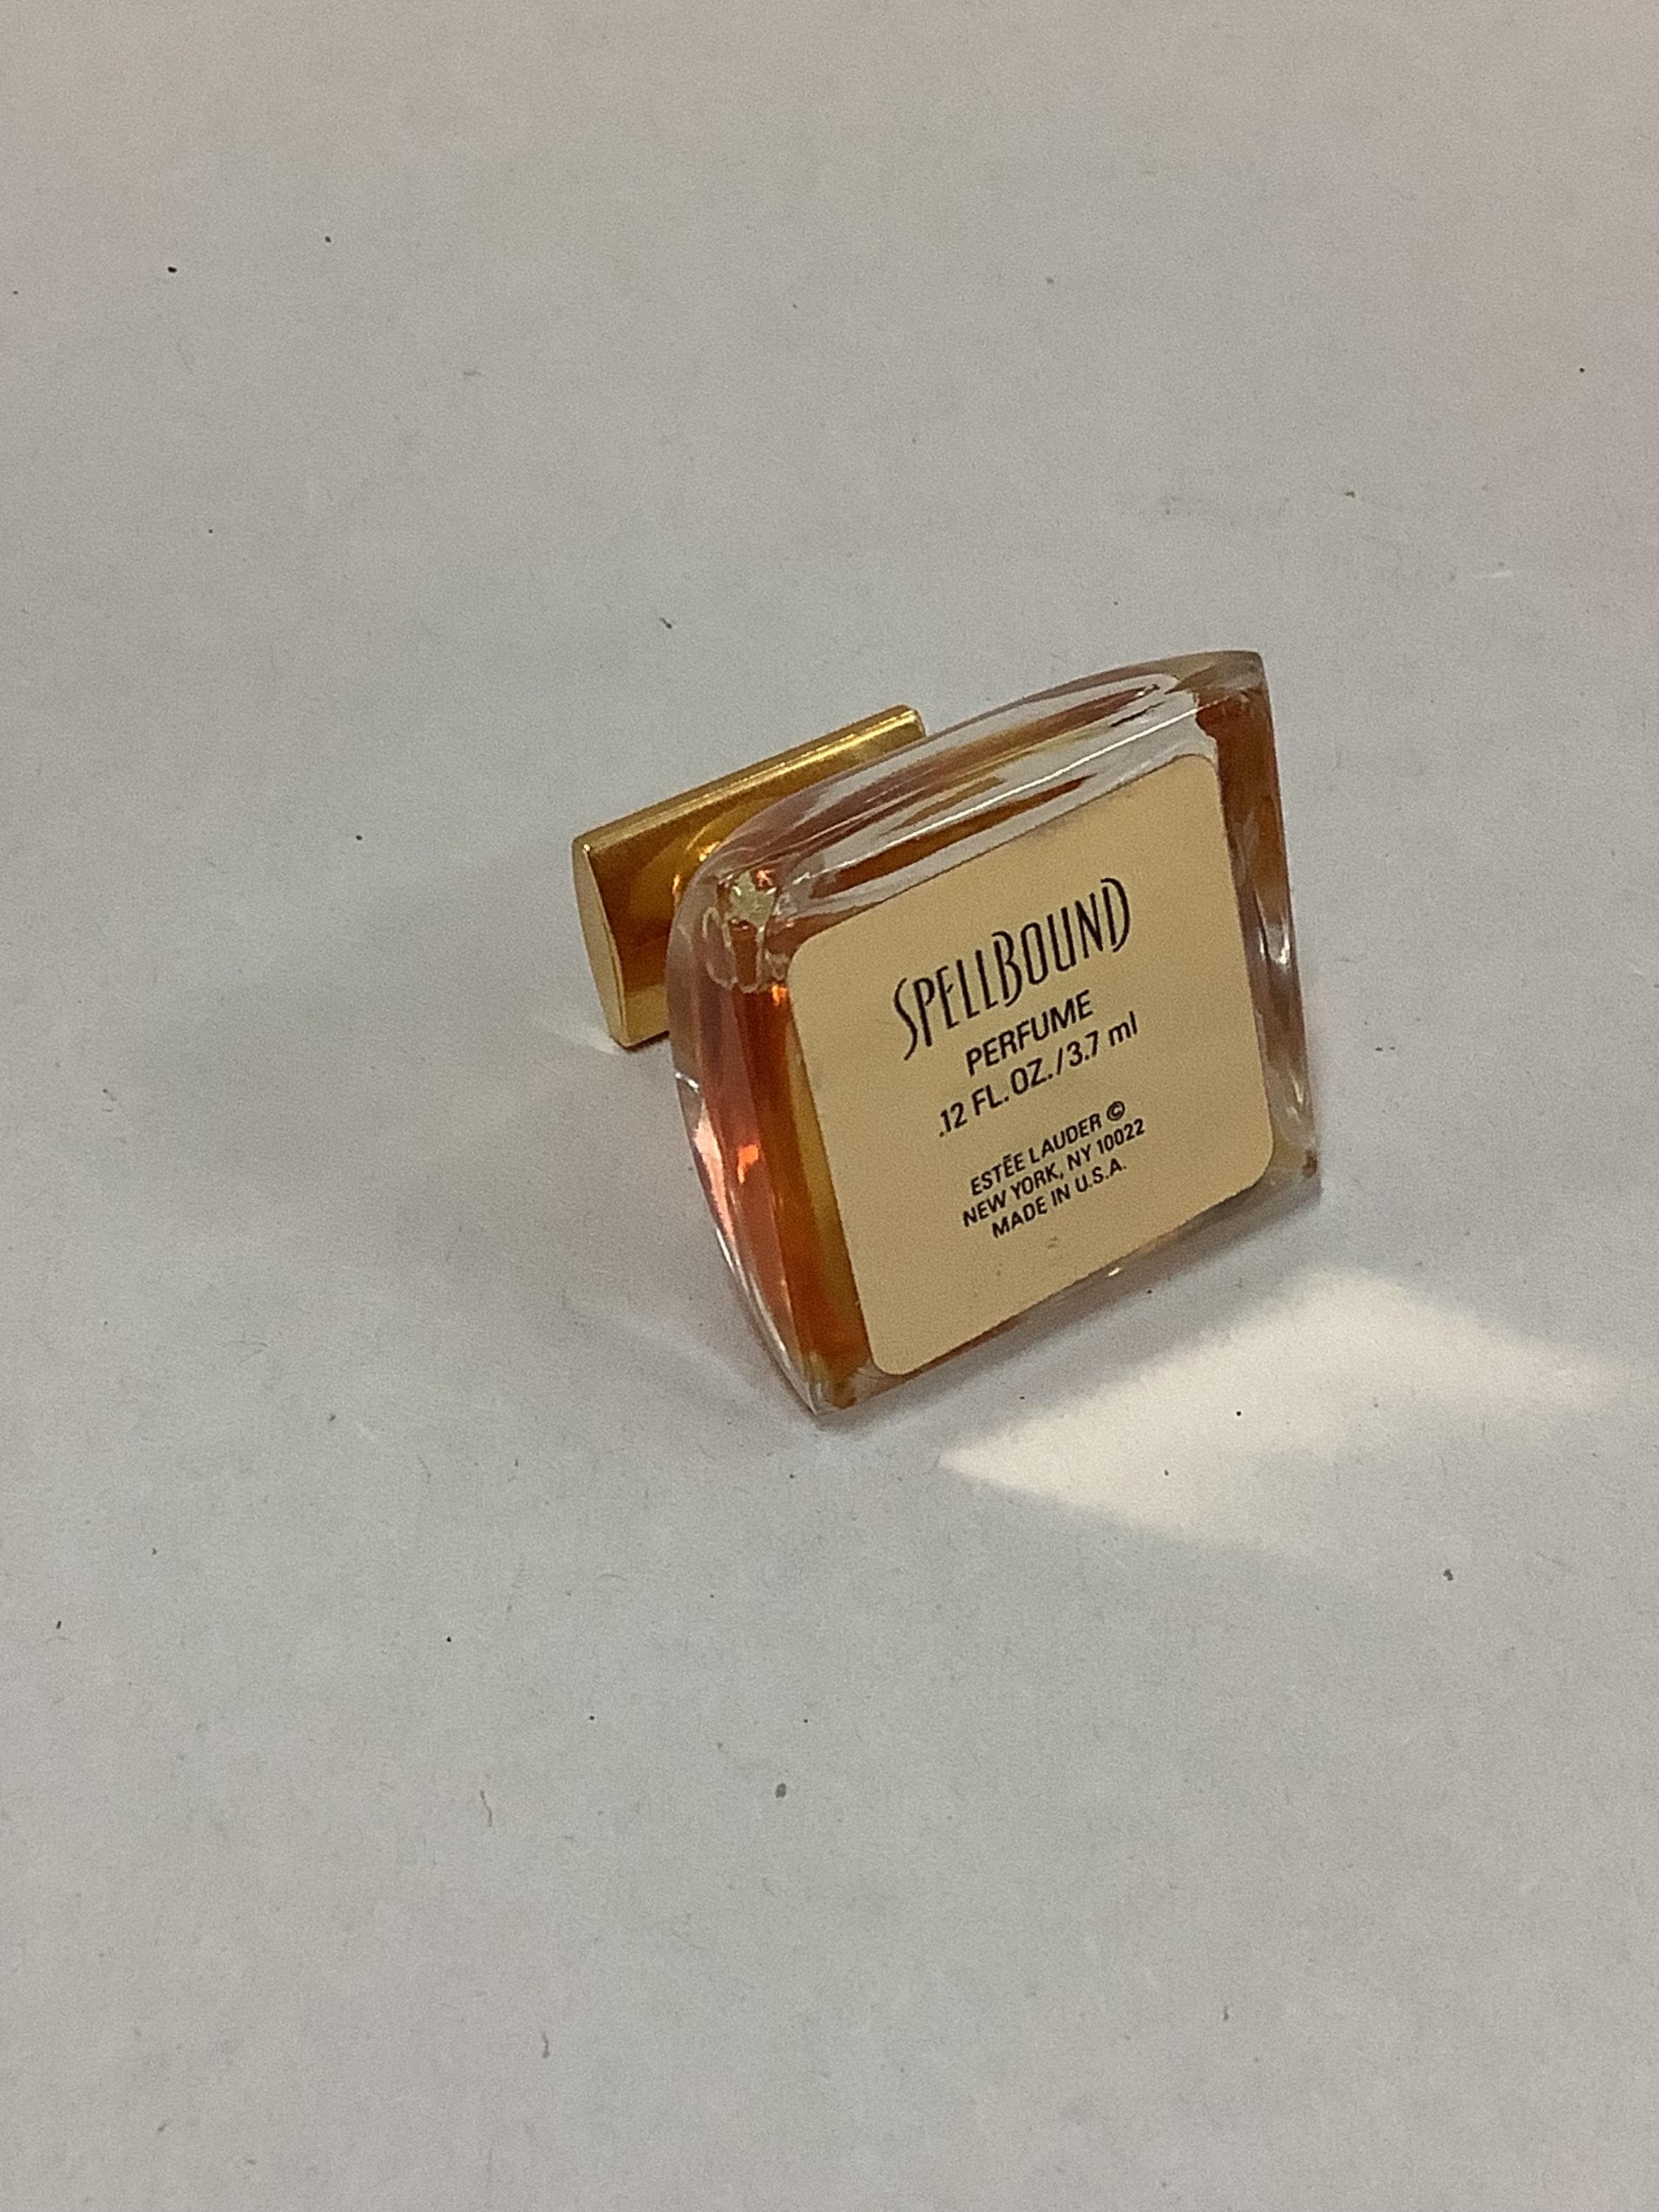 SPELLBOUND
PERFUME
.12 FL. OZ./3.7 ml
ESTĒE LAUDER ©
NEW YORK, NY 10022
MADE IN U.S.A.